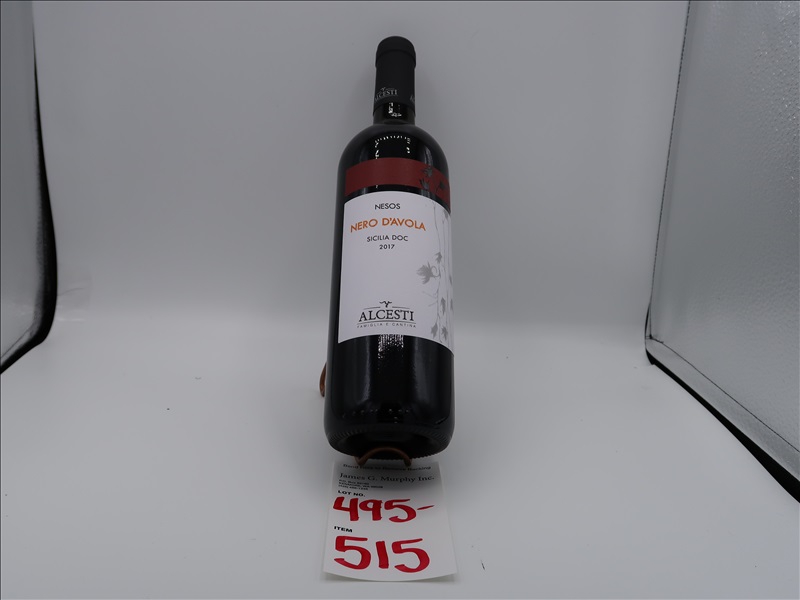 ALCESTI
NESOS
NERO D'AVOLA
SICILIA DOC
2017
ALCESTI
FAMIGLIA E CANTINA
James G. Murphy Inc.
LOT NO.
495-
ITEM
515